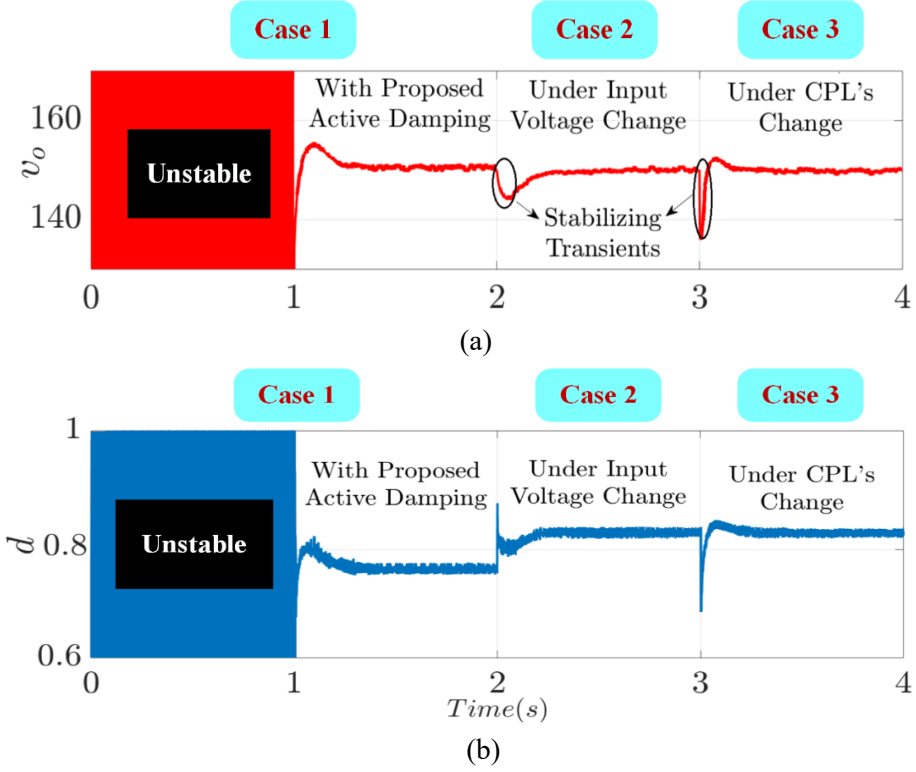 Case 1
Case 2
Case 3
160
140
v_o
Unstable
With Proposed
Active Damping
Under Input
Voltage Change
Under CPL's
Change
Stabilizing
Transients
0
1
2
3
4
(a)
Case 1
Case 2
Case 3
1
0.8
0.6
d
Unstable
With Proposed
Active Damping
Under Input
Voltage Change
Under CPL's
Change
0
1
2
3
4
Time(s)
(b)